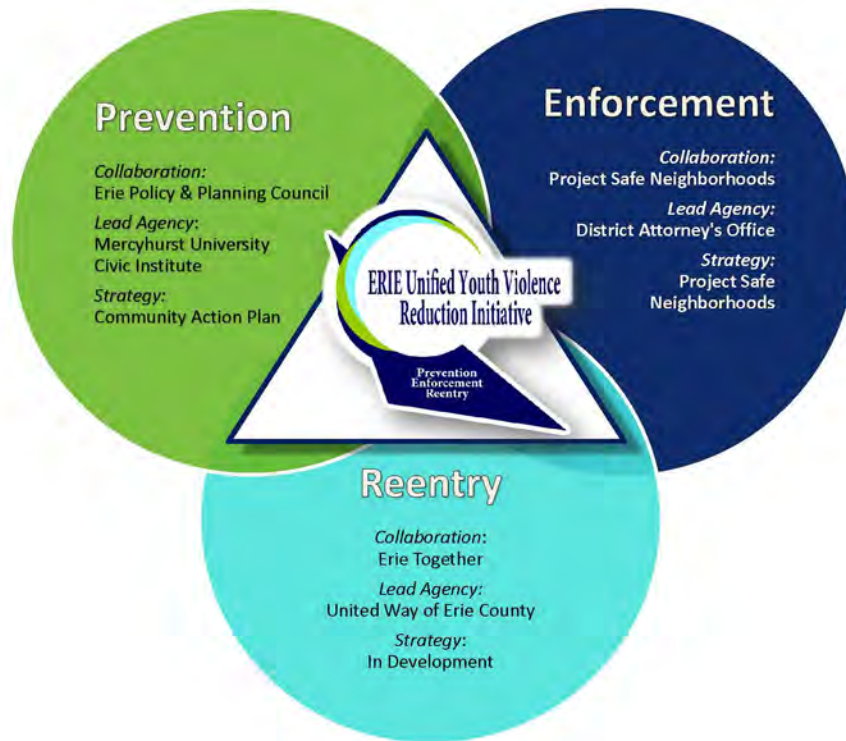 Prevention
Collaboration:
Erie Policy & Planning Council
Lead Agency:
Mercyhurst University
Civic Institute
Strategy:
Community Action Plan
Enforcement
Collaboration:
Project Safe Neighborhoods
Lead Agency:
District Attorney's Office
Strategy:
Project Safe
Neighborhoods
ERIE Unified Youth Violence
Reduction Initiative
Prevention
Enforcement
Reentry
Reentry
Collaboration:
Erie Together
Lead Agency:
United Way of Erie County
Strategy:
In Development